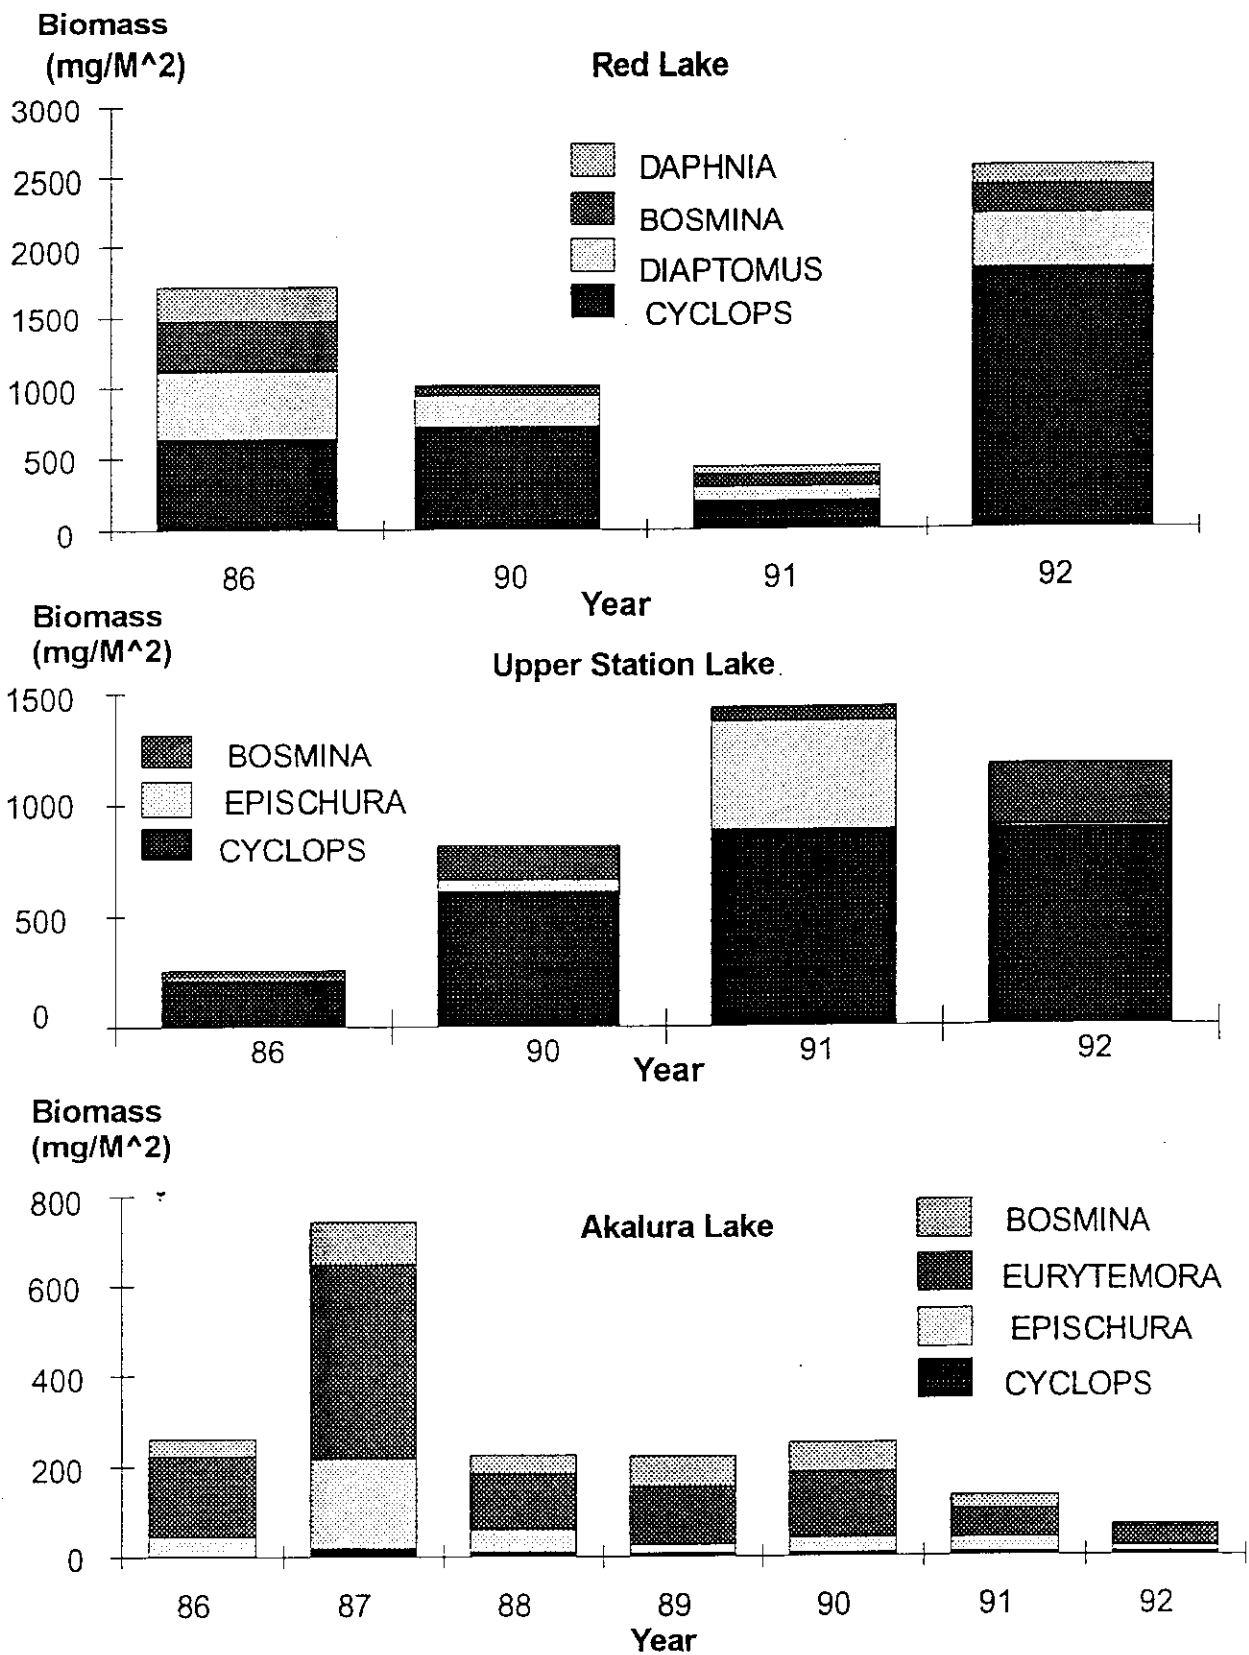 Biomass
(mg/M^2)
Red Lake
3000
2500
2000
1500
1000
500
0
DAPHNIA
BOSMINA
DIAPTOMUS
CYCLOPS
86 90 91 92
Year
Biomass
(mg/M^2)
Upper Station Lake
1500
1000
500
0
BOSMINA
EPISCHURA
CYCLOPS
86 90 91 92
Year
Biomass
(mg/M^2)
Akalura Lake
800
600
400
200
0
BOSMINA
EURYTEMORA
EPISCHURA
CYCLOPS
86 87 88 89 90 91 92
Year